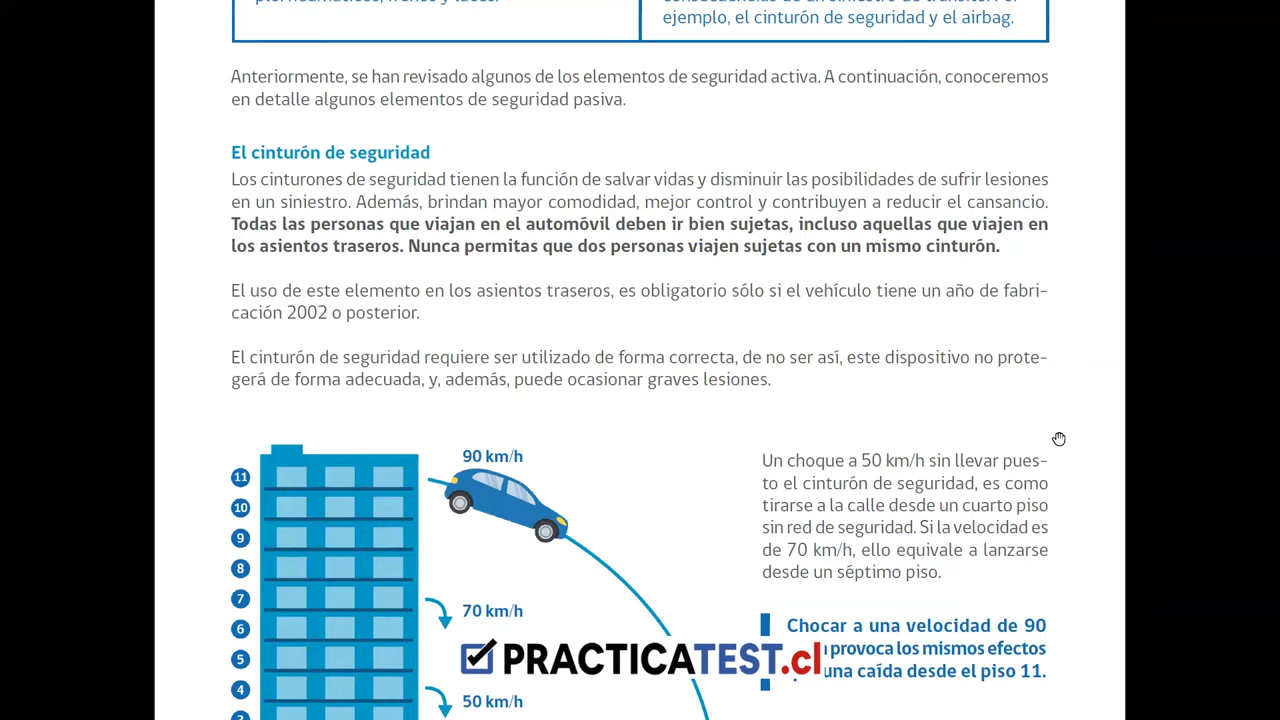 consecuencias de un siniestro de tránsito. Por
ejemplo, el cinturón de seguridad y el airbag.
Anteriormente, se han revisado algunos de los elementos de seguridad activa. A continuación, conoceremos
en detalle algunos elementos de seguridad pasiva.
El cinturón de seguridad
Los cinturones de seguridad tienen la función de salvar vidas y disminuir las posibilidades de sufrir lesiones
en un siniestro. Además, brindan mayor comodidad, mejor control y contribuyen a reducir el cansancio.
Todas las personas que viajan en el automóvil deben ir bien sujetas, incluso aquellas que viajen en
los asientos traseros. Nunca permitas que dos personas viajen sujetas con un mismo cinturón.
El uso de este elemento en los asientos traseros, es obligatorio sólo si el vehículo tiene un año de fabri-
cación 2002 o posterior.
El cinturón de seguridad requiere ser utilizado de forma correcta, de no ser así, este dispositivo no prote-
gerá de forma adecuada, y, además, puede ocasionar graves lesiones.
11
10
9
8
7
6
5
4
90 km/h
70 km/h
50 km/h
Un choque a 50 km/h sin llevar pues-
to el cinturón de seguridad, es como
tirarse a la calle desde un cuarto piso
sin red de seguridad. Si la velocidad es
de 70 km/h, ello equivale a lanzarse
desde un séptimo piso.
Chocar a una velocidad de 90
provoca los mismos efectos
una caída desde el piso 11.
PRACTICATEST.cl